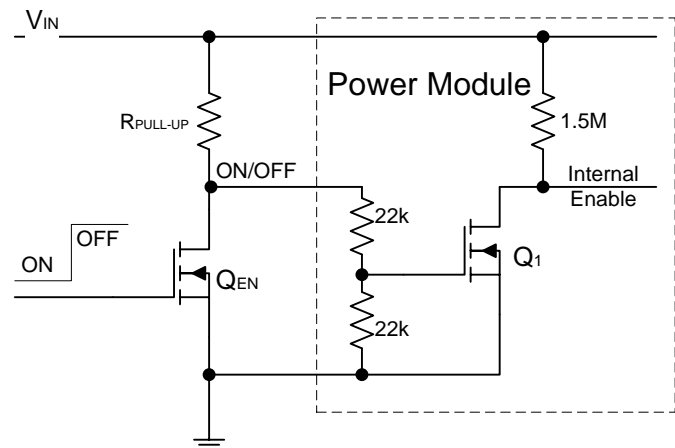 VIN
Power Module
RPULL-UP
1.5M
ON/OFF
Internal
Enable
22k
OFF
ON
QEN
Q1
22k